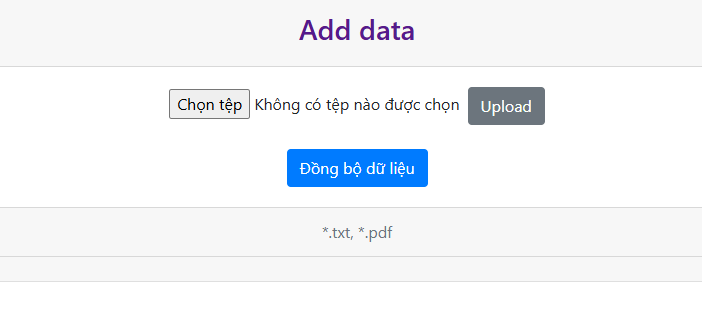 Add data
Chọn tệp Không có tệp nào được chọn Upload
Đồng bộ dữ liệu
*.txt, *.pdf